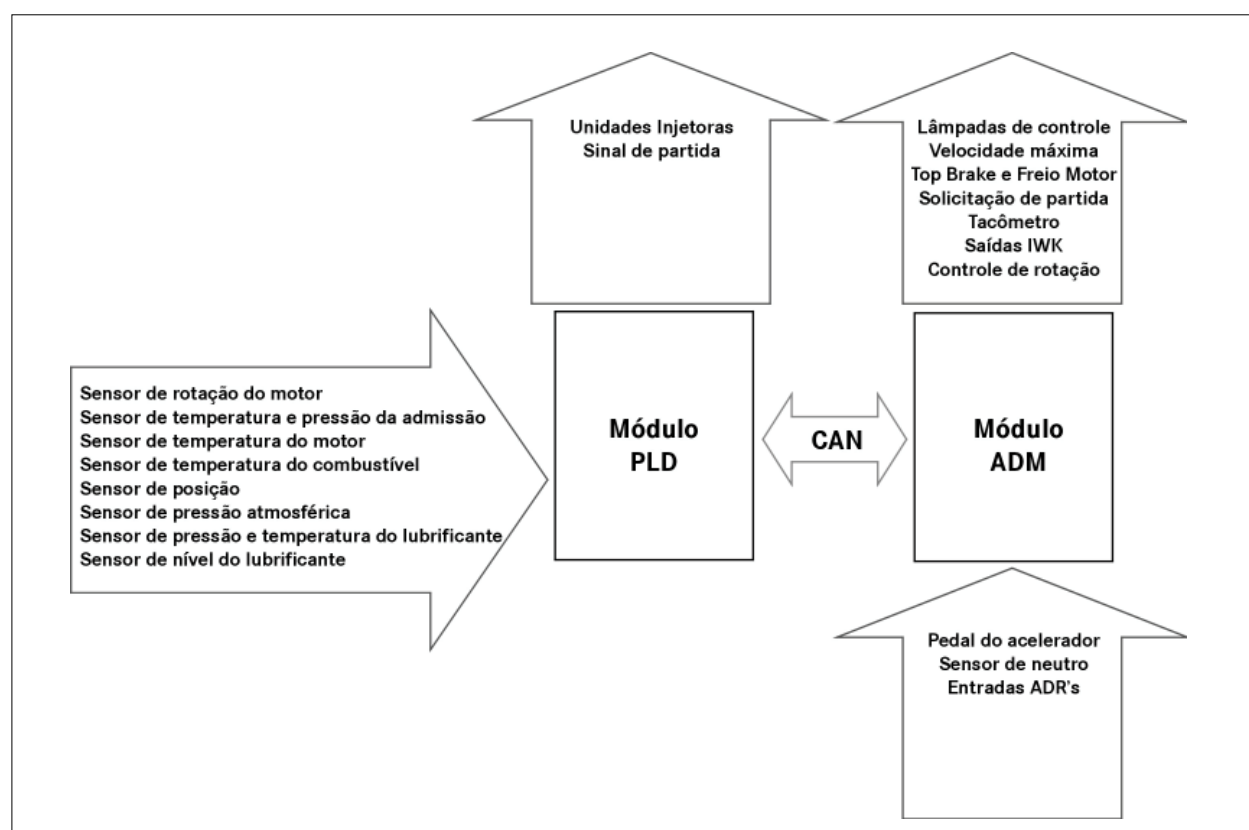 Unidades Injetoras
Sinal de partida
Lâmpadas de controle
Velocidade máxima
Top Brake e Freio Motor
Solicitação de partida
Tacômetro
Saídas IWK
Controle de rotação
Sensor de rotação do motor
Sensor de temperatura e pressão da admissão
Sensor de temperatura do motor
Sensor de temperatura do combustível
Sensor de posição
Sensor de pressão atmosférica
Sensor de pressão e temperatura do lubrificante
Sensor de nível do lubrificante
Módulo
PLD
CAN
Módulo
ADM
Pedal do acelerador
Sensor de neutro
Entradas ADR's